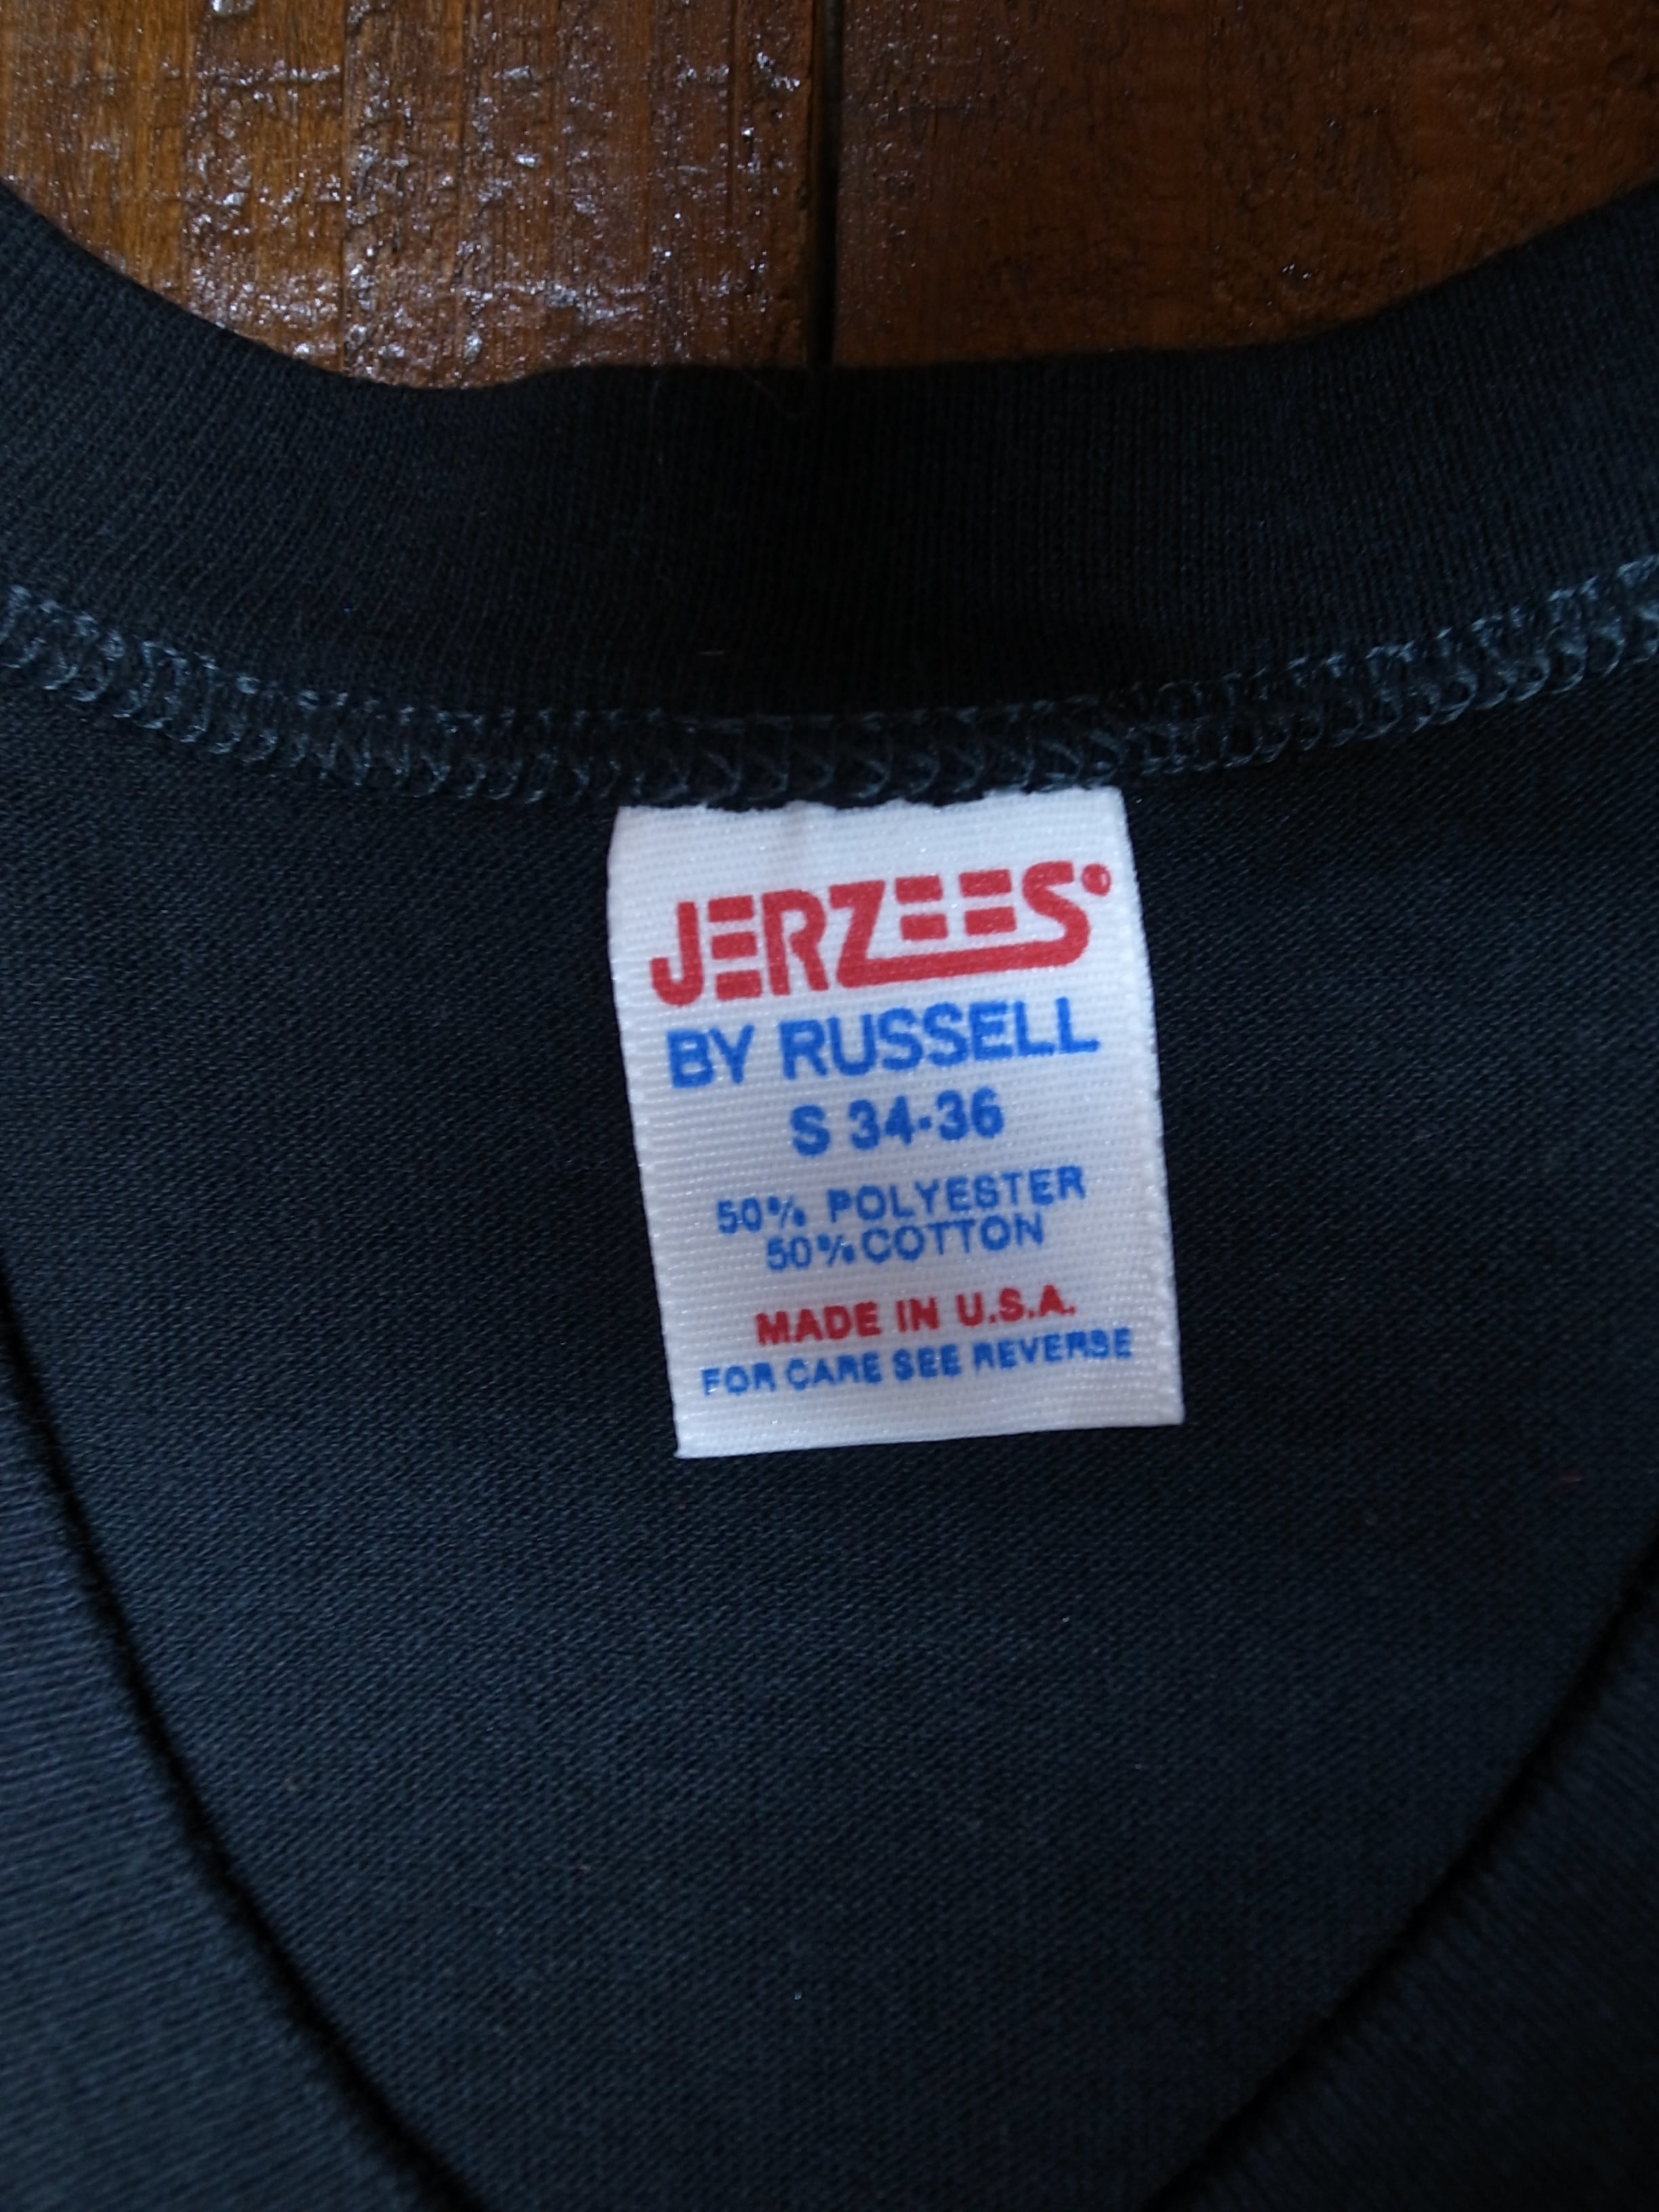 JERZEES
BY RUSSELL
S 34-36
50% POLYESTER
50% COTTON
MADE IN U.S.A.
FOR CARE SEE REVERSE